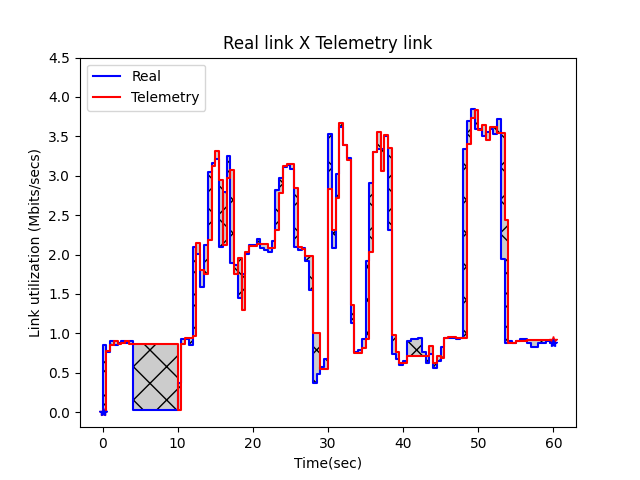 Real link X Telemetry link
Real
Telemetry
Link utilization (Mbits/secs)
4.5
4.0
3.5
3.0
2.5
2.0
1.5
1.0
0.5
0.0
0 10 20 30 40 50 60
Time(sec)